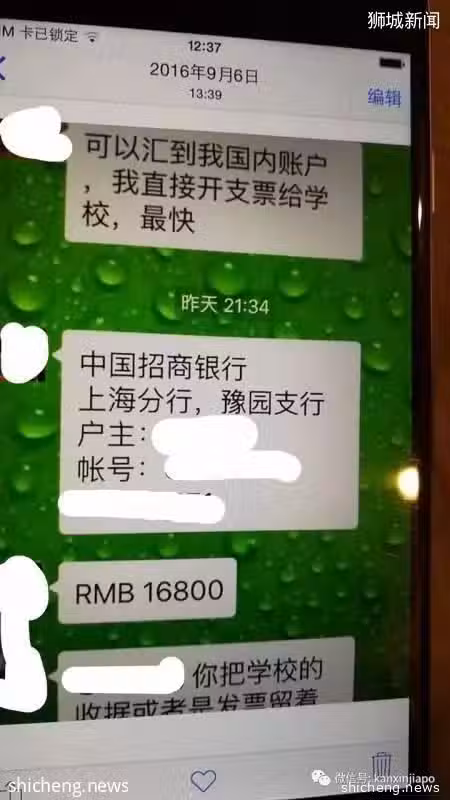 狮城新闻
IM 卡已锁定
12:37
2016年9月6日
13:39
编辑
可以汇到我国内账户
，我直接开支票给学
校，最快
昨天 21:34
中国招商银行
上海分行，豫园支行
户主：
帐号：
RMB 16800
你把学校的
收据或者是发票留着
微信号: kanxinjiapo
shicheng.news
shicheng.news